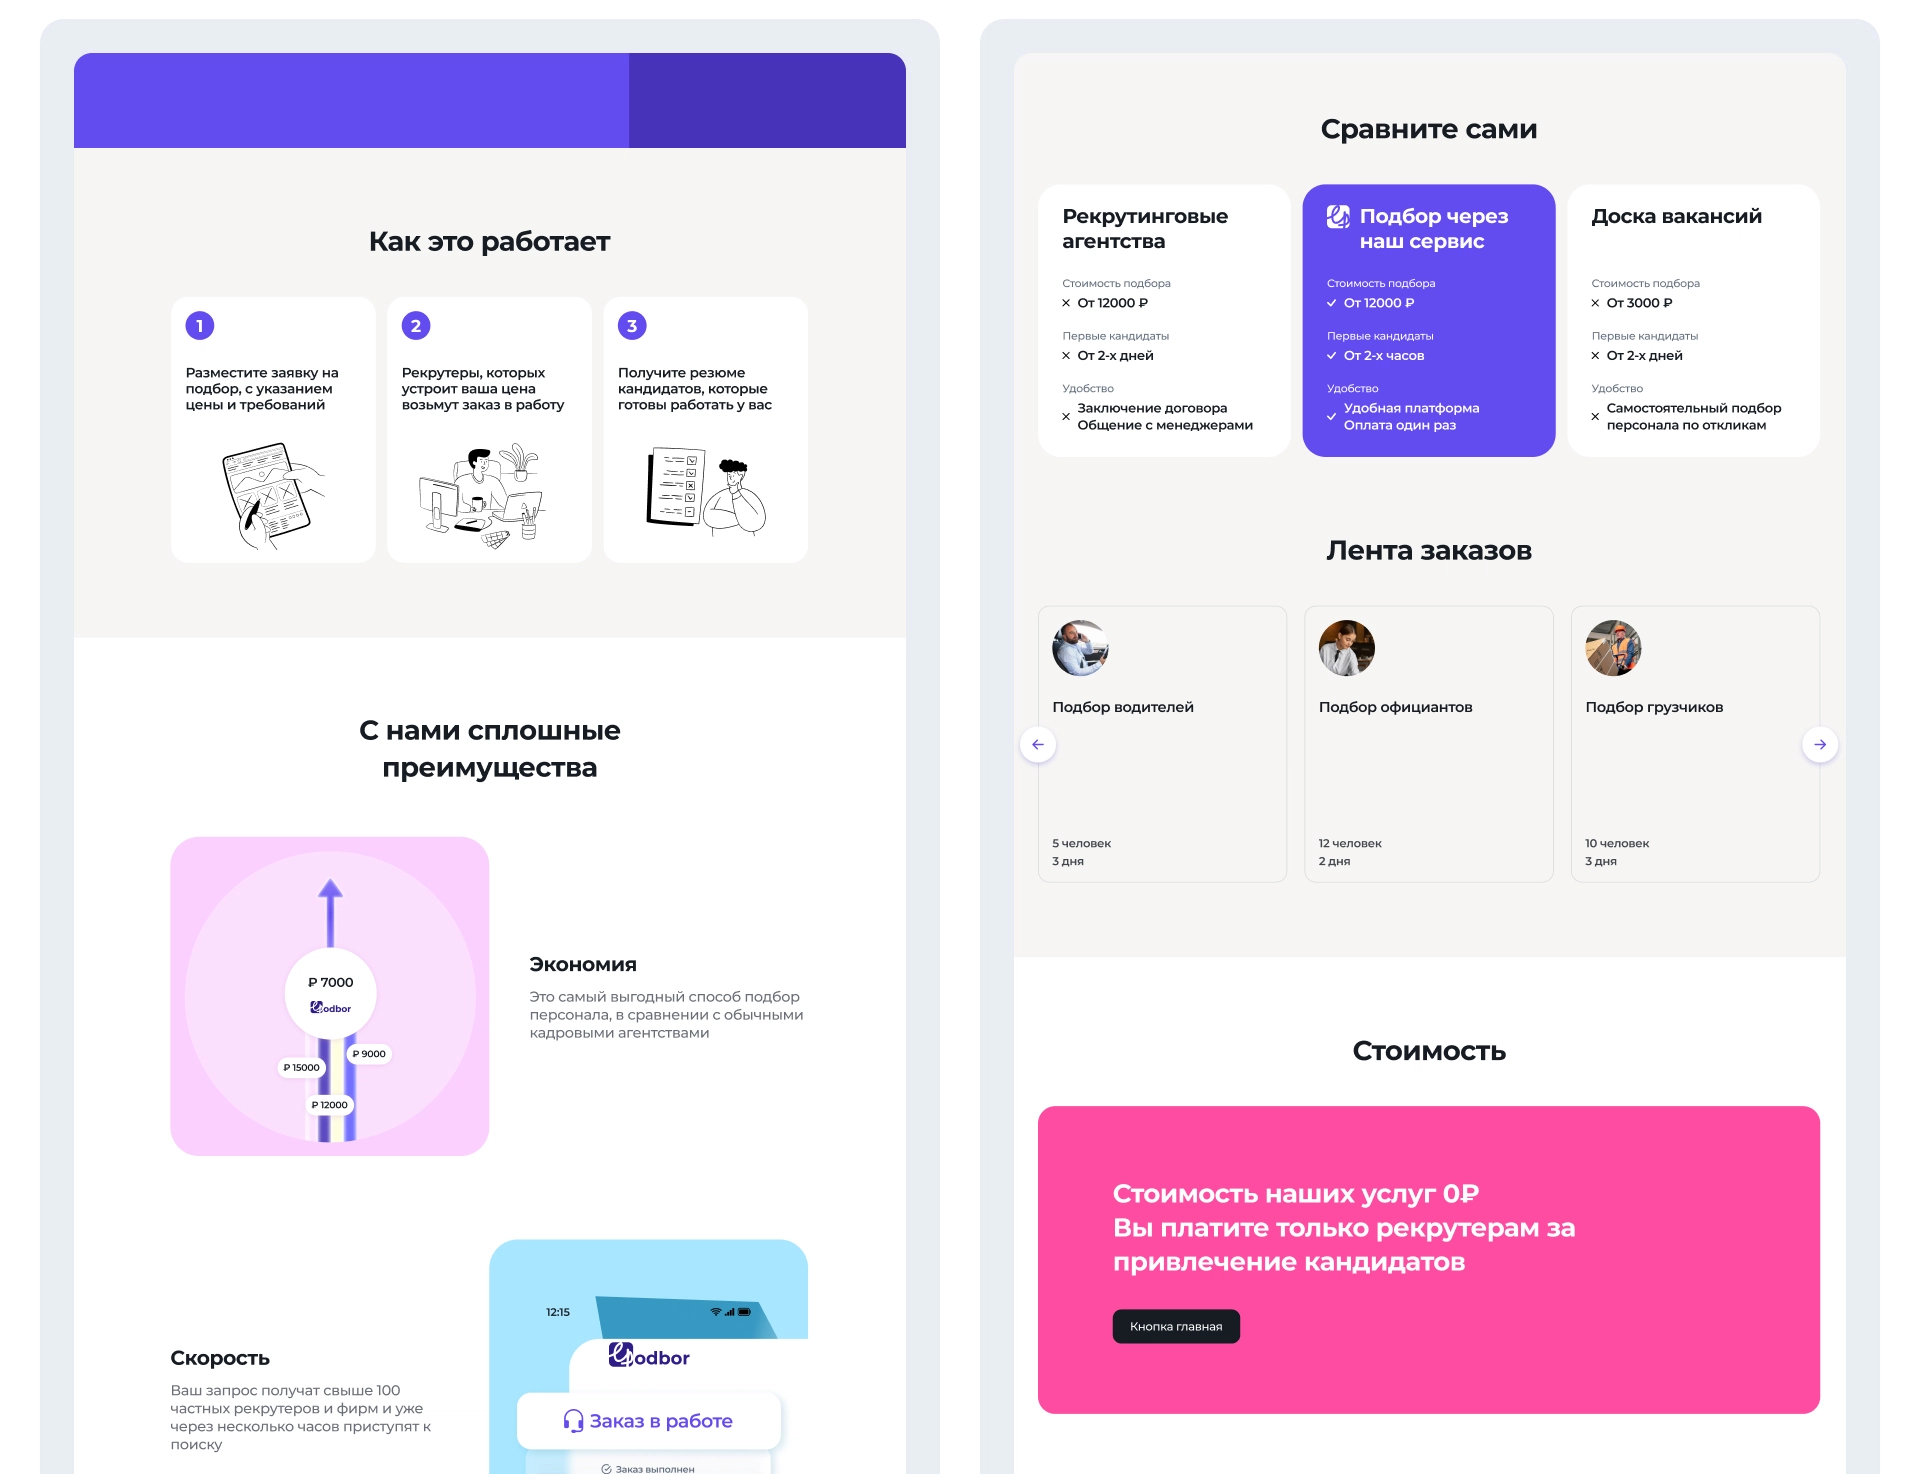 Как это работает
1
Разместите заявку на
подбор, с указанием
цены и требований
2
Рекрутеры, которых
устроит ваша цена
возьмут заказ в работу
3
Получите резюме
кандидатов, которые
готовы работать у вас
С нами сплошные
преимущества
₽ 7000
podbor
₽ 9000
₽ 15000
₽ 12000
Экономия
Это самый выгодный способ подбор
персонала, в сравнении с обычными
кадровыми агентствами
Скорость
Ваш запрос получат свыше 100
частных рекрутеров и фирм и уже
через несколько часов приступят к
поиску
12:15
podbor
Заказ в работе
Заказ выполнен
Сравните сами
Рекрутинговые
агентства
Стоимость подбора
От 12000 ₽
Первые кандидаты
От 2-х дней
Удобство
Заключение договора
Общение с менеджерами
Подбор через
наш сервис
Стоимость подбора
От 12000 ₽
Первые кандидаты
От 2-х часов
Удобство
Удобная платформа
Оплата один раз
Доска вакансий
Стоимость подбора
От 3000 ₽
Первые кандидаты
От 2-х дней
Удобство
Самостоятельный подбор
персонала по откликам
Лента заказов
Подбор водителей
5 человек
3 дня
Подбор официантов
12 человек
2 дня
Подбор грузчиков
10 человек
3 дня
Стоимость
Стоимость наших услуг 0₽
Вы платите только рекрутерам за
привлечение кандидатов
Кнопка главная